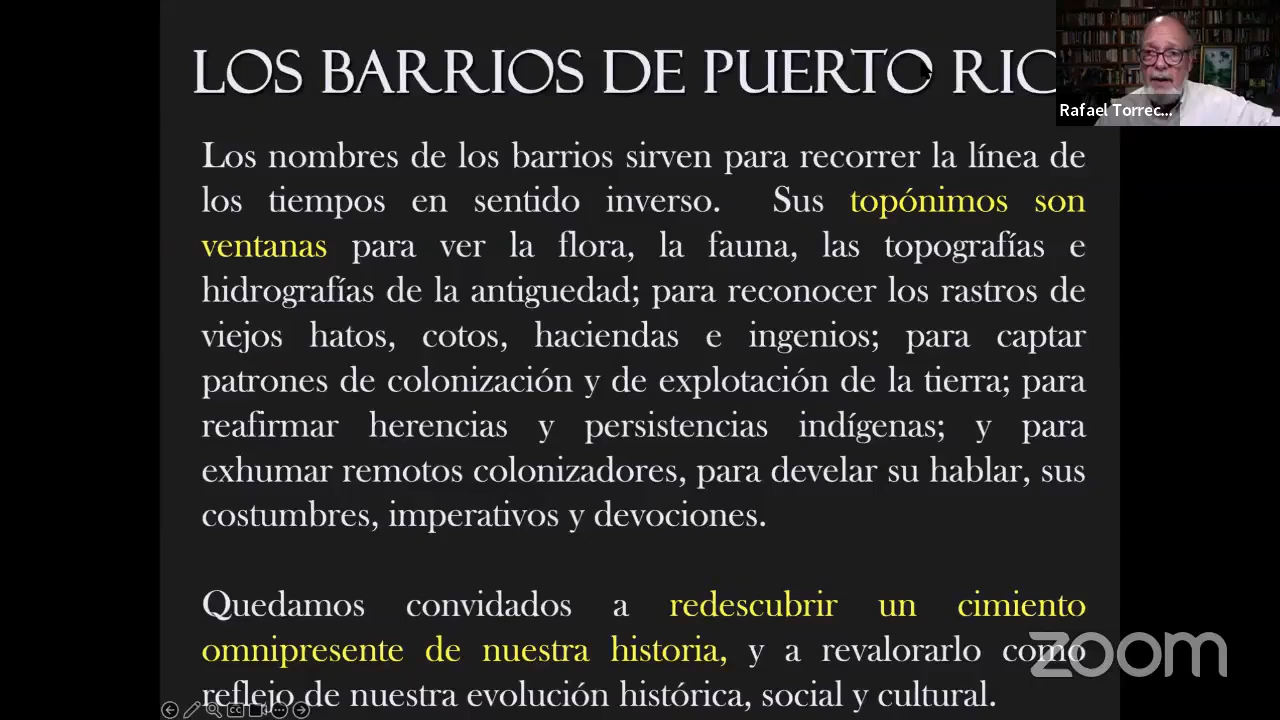 LOS BARRIOS DE PUERTO RIC
Rafael Torrec...
Los nombres de los barrios sirven para recorrer la línea de
los tiempos en sentido inverso. Sus topónimos son
ventanas para ver la flora, la fauna, las topografías e
hidrografías de la antiguedad; para reconocer los rastros de
viejos hatos, cotos, haciendas e ingenios; para captar
patrones de colonización y de explotación de la tierra; para
reafirmar herencias y persistencias indígenas; y para
exhumar remotos colonizadores, para develar su hablar, sus
costumbres, imperativos y devociones.
Quedamos convidados a redescubrir un cimiento
omnipresente de nuestra historia, y a revalorarlo como
reflejo de nuestra evolución histórica, social y cultural.
zoom
CC